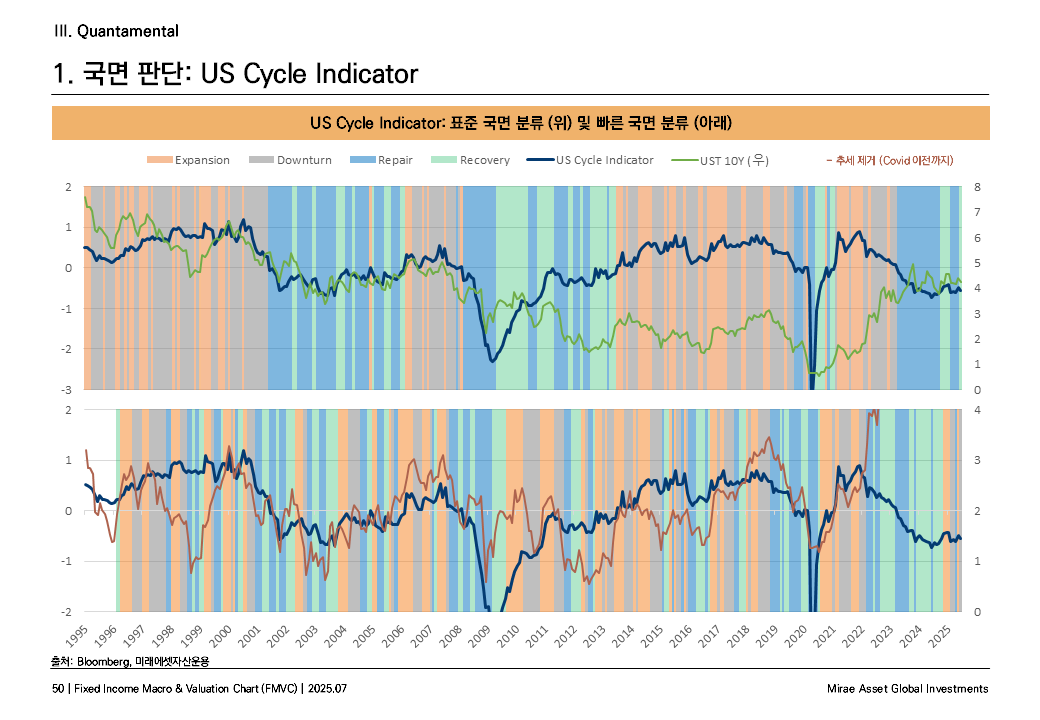 III. Quantamental
1. 국면 판단: US Cycle Indicator
US Cycle Indicator: 표준 국면 분류 (위) 및 빠른 국면 분류 (아래)
Expansion Downturn Repair Recovery US Cycle Indicator UST 10Y (우) – 추세 제거 (Covid 이전까지)
2 8
7
1 6
0 5
-1 4
3
-2 2
1
-3 0
2 4
1 3
0 2
-1 1
-2 0
1995 1996 1997 1998 1999 2000 2001 2002 2003 2004 2005 2006 2007 2008 2009 2010 2011 2012 2013 2014 2015 2016 2017 2018 2019 2020 2021 2022 2023 2024 2025
출처: Bloomberg, 미래에셋자산운용
50 | Fixed Income Macro & Valuation Chart (FMVC) | 2025.07 Mirae Asset Global Investments